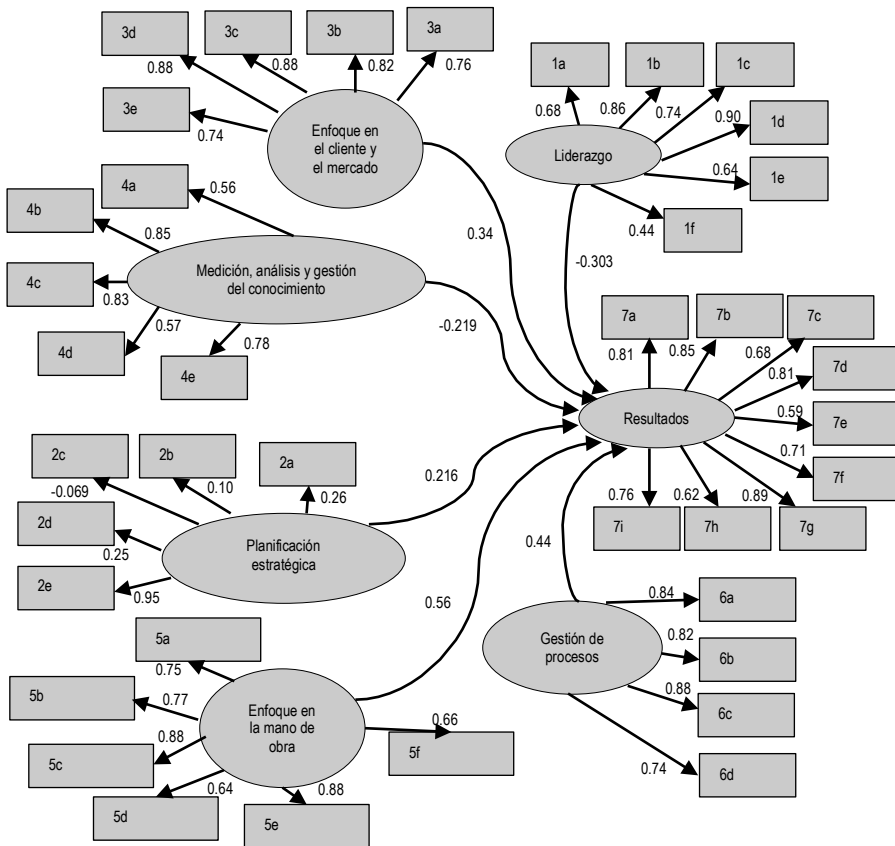 3d
3c
3b
3a
0.88
0.88
0.82
0.76
3e
0.74
Enfoque en
el cliente y
el mercado
1a
1b
1c
0.68
0.86
0.74
0.90
1d
Liderazgo
0.64
1e
0.44
1f
4a
0.56
4b
0.85
4c
0.83
Medición, análisis y gestión
del conocimiento
0.57
4d
0.78
4e
0.34
-0.303
-0.219
7a
7b
7c
0.81
0.85
0.68
7d
0.81
Resultados
0.59
7e
0.71
7f
0.76
0.62
0.89
7i
7h
7g
2c
2b
2a
-0.069
0.10
0.26
2d
0.25
2e
0.95
Planificación
estratégica
0.216
0.44
0.56
5a
0.75
5b
0.77
Enfoque en
la mano de
obra
0.88
5c
0.64
5d
0.88
5e
0.66
5f
Gestión de
procesos
0.84
6a
0.82
6b
0.88
6c
0.74
6d